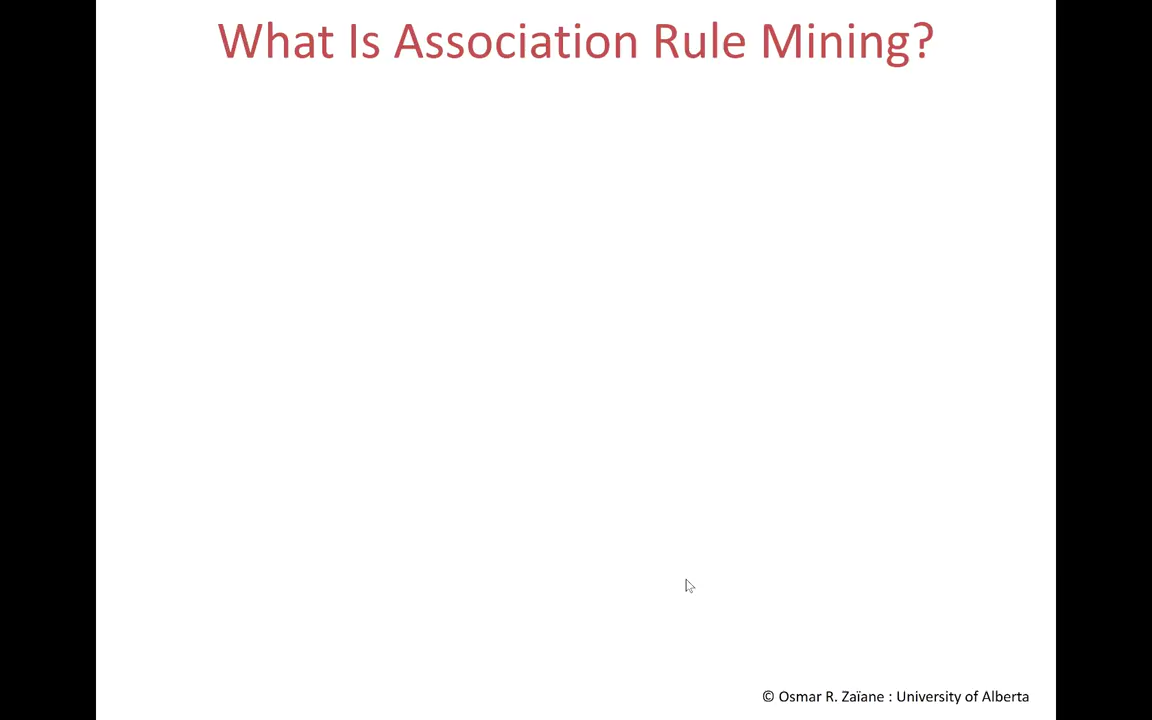 What Is Association Rule Mining?
© Osmar R. Zaïane : University of Alberta